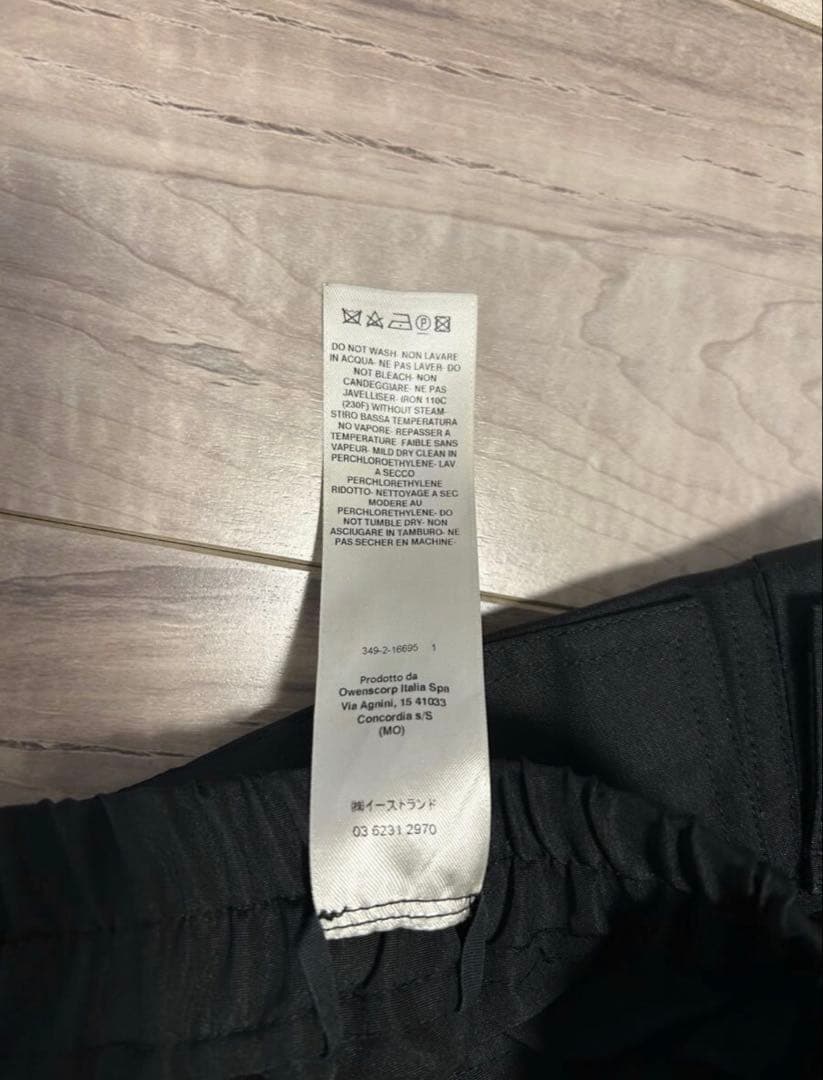 DO NOT WASH- NON LAVARE
IN ACQUA- NE PAS LAVER- DO
NOT BLEACH- NON
CANDEGGIARE- NE PAS
JAVELLISER- IRON 110C
(230F) WITHOUT STEAM-
STIRO BASSA TEMPERATURA
NO VAPORE- REPASSER A
TEMPERATURE FAIBLE SANS
VAPEUR- MILD DRY CLEAN IN
PERCHLOROETHYLENE- LAV.
A SECCO
PERCHLORETHYLENE
RIDOTTO- NETTOYAGE A SEC
MODERE AU
PERCHLORETHYLENE- DO
NOT TUMBLE DRY- NON
ASCIUGARE IN TAMBURO- NE
PAS SECHER EN MACHINE-
349-2-16695 1
Prodotto da
Owenscorp Italia Spa
Via Agnini, 15 41033
Concordia s/S
(MO)
㈱イーストランド
03 6231 2970